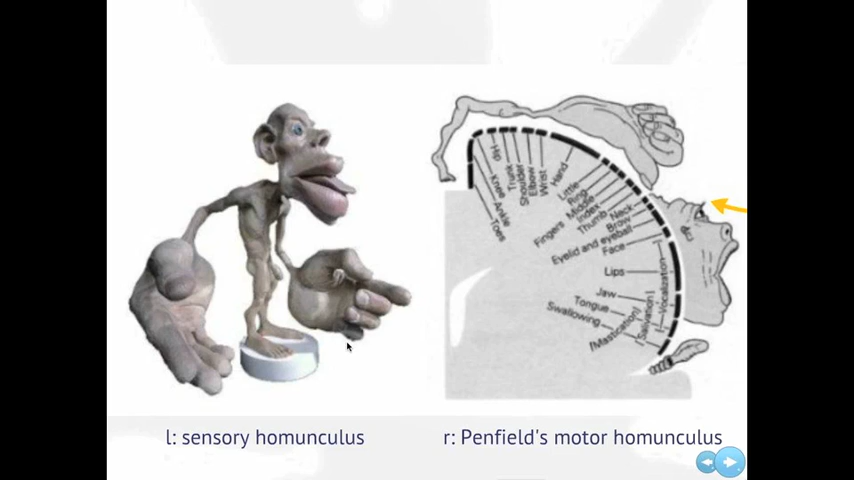 Hip
Knee
Ankle
Toes
Trunk
Shoulder
Elbow
Wrist
Hand
Little
Ring
Middle
Index
Thumb
Fingers
Neck
Brow
Eyelid and eyeball
Face
Lips
Jaw
Tongue
Swallowing
[Mastication]
[Salivation]
[Vocalization]
l: sensory homunculus
r: Penfield's motor homunculus